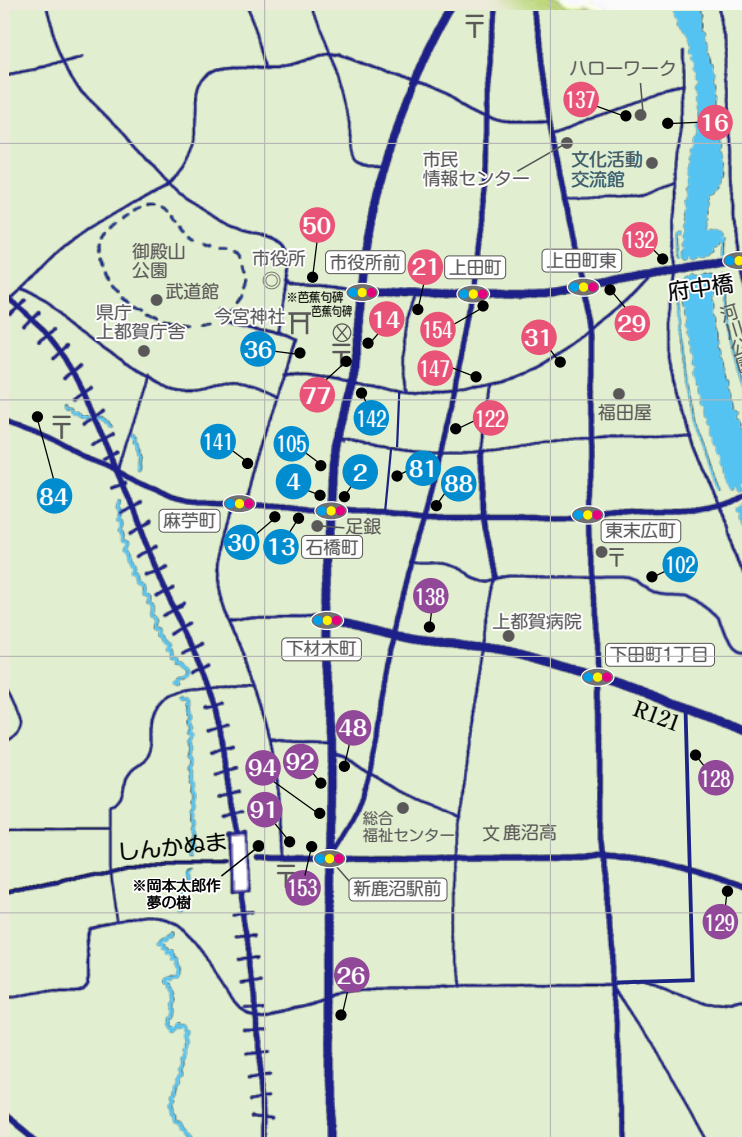 ハローワーク
137
16
市民
情報センター
文化活動
交流館
50
132
御殿山
公園
武道館
市役所
市役所前
21
上田町
上田町東
府中橋
県庁
上都賀庁舎
今宮神社
※芭蕉句碑
芭蕉句碑
14
154
29
36
31
77
147
142
福田屋
122
141
105
81
84
4
2
88
麻苧町
30
13
足銀
石橋町
東末広町
102
138
上都賀病院
下材木町
下田町1丁目
R121
48
94
92
128
91
総合
福祉センター
文 鹿沼高
しんかぬま
※岡本太郎作
夢の樹
153
新鹿沼駅前
129
26